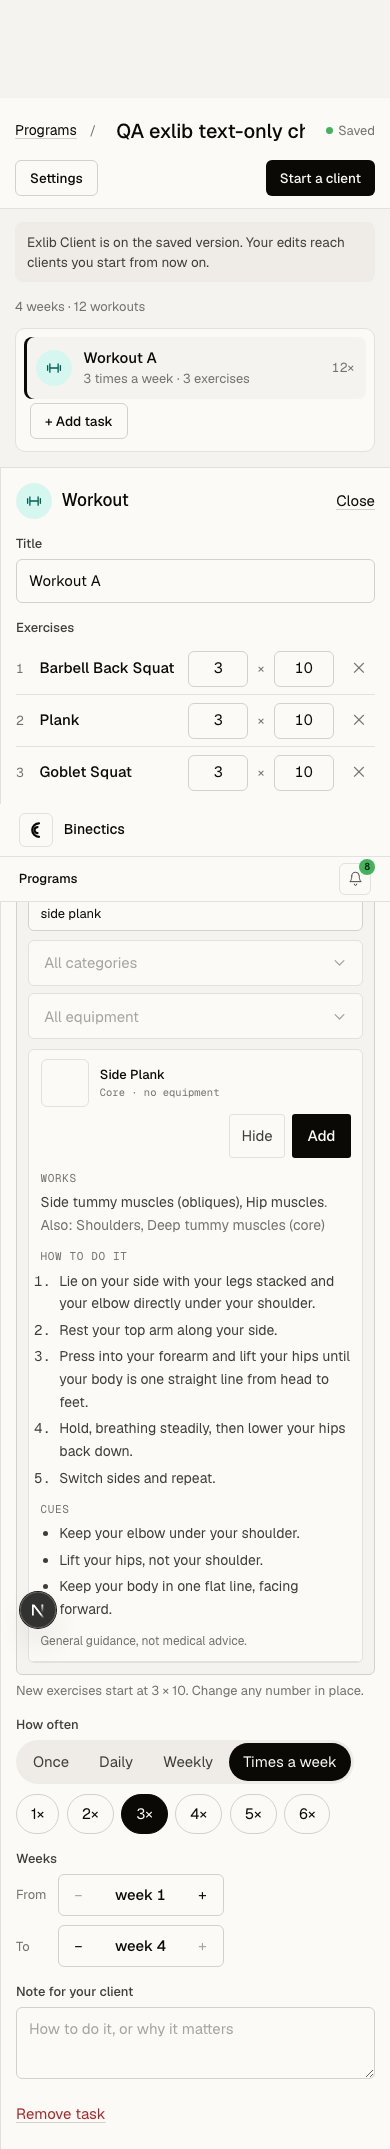 Programs / QA exlib text-only ch Saved
Settings Start a client
Exlib Client is on the saved version. Your edits reach
clients you start from now on.
4 weeks · 12 workouts
Workout A
3 times a week · 3 exercises 12×
+ Add task
Workout Close
Title
Workout A
Exercises
1 Barbell Back Squat 3 × 10
2 Plank 3 × 10
3 Goblet Squat 3 × 10
Binectics
Programs 8
side plank
All categories
All equipment
Side Plank
Core · no equipment
Hide Add
WORKS
Side tummy muscles (obliques), Hip muscles.
Also: Shoulders, Deep tummy muscles (core)
HOW TO DO IT
1. Lie on your side with your legs stacked and
your elbow directly under your shoulder.
2. Rest your top arm along your side.
3. Press into your forearm and lift your hips until
your body is one straight line from head to
feet.
4. Hold, breathing steadily, then lower your hips
back down.
5. Switch sides and repeat.
CUES
• Keep your elbow under your shoulder.
• Lift your hips, not your shoulder.
• Keep your body in one flat line, facing
forward.
N
General guidance, not medical advice.
New exercises start at 3 × 10. Change any number in place.
How often
Once Daily Weekly Times a week
1× 2× 3× 4× 5× 6×
Weeks
From − week 1 +
To − week 4 +
Note for your client
How to do it, or why it matters
Remove task